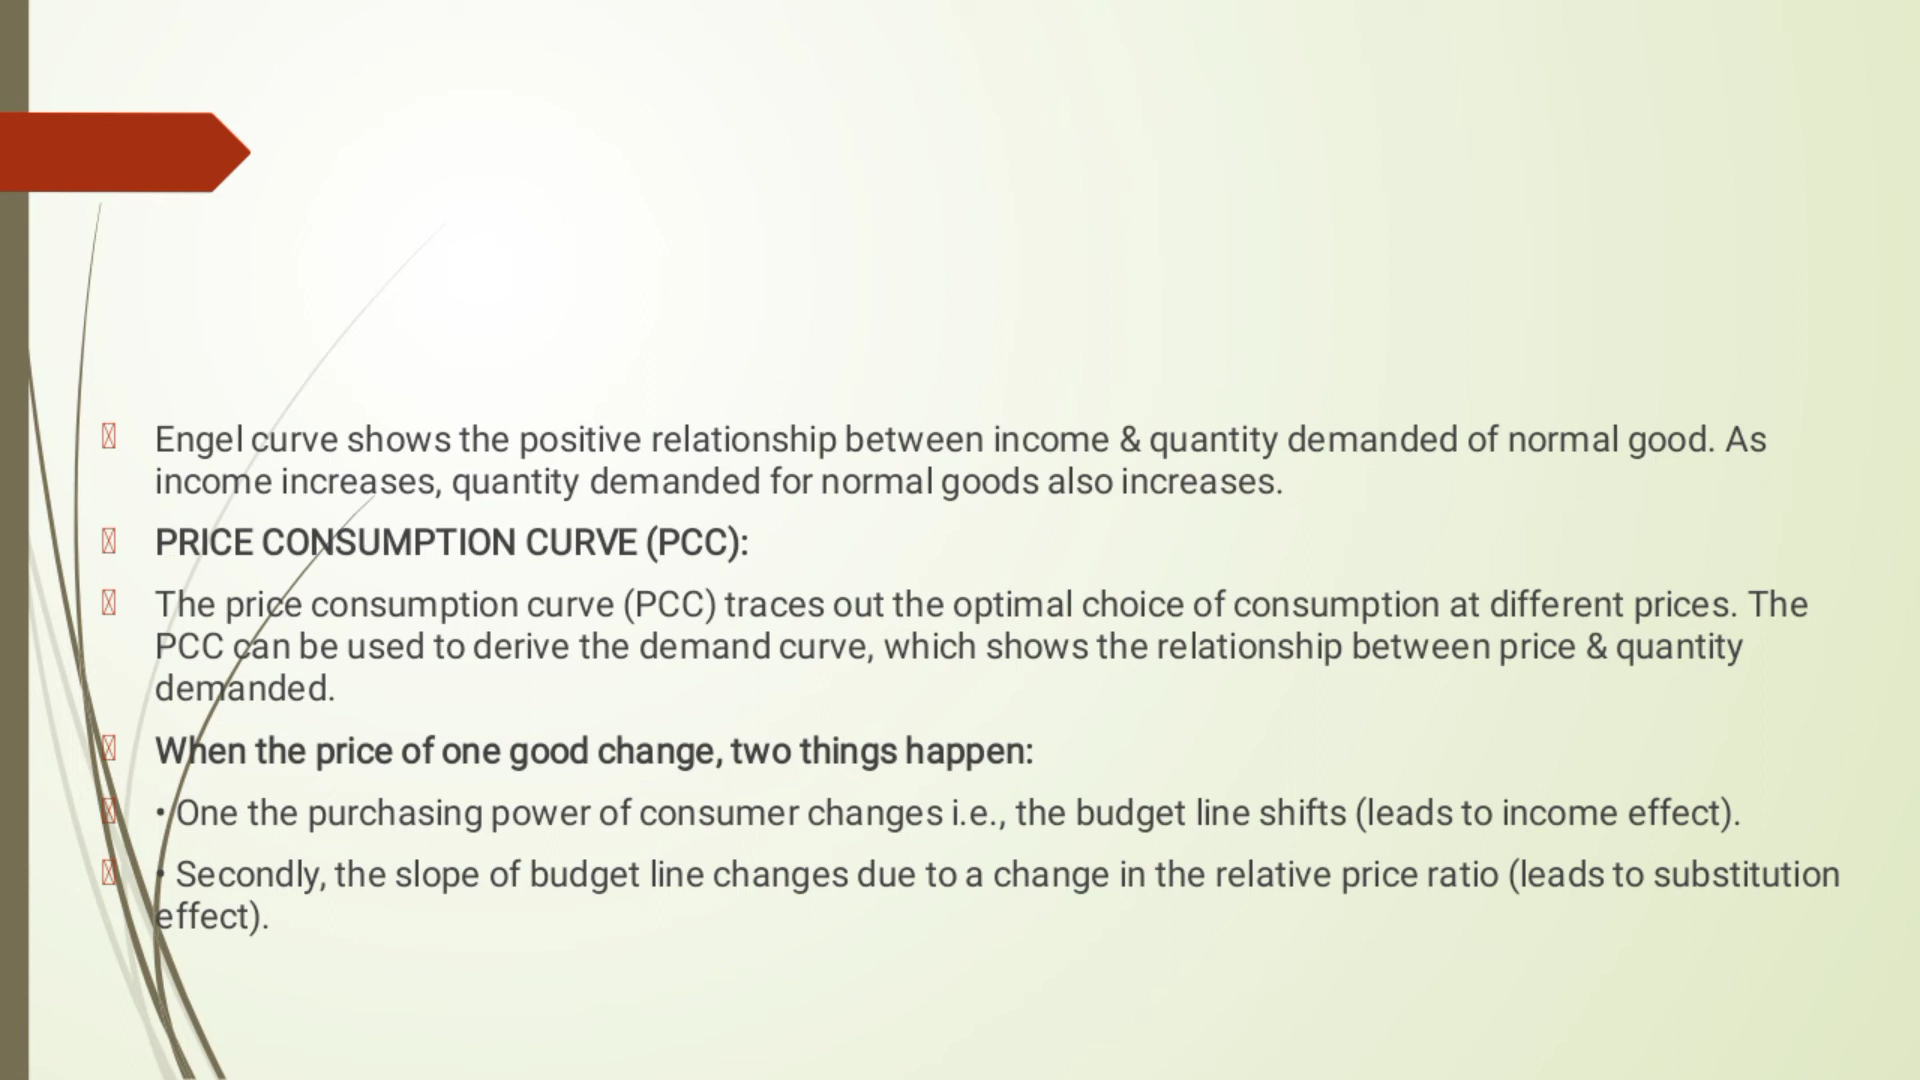 Engel curve shows the positive relationship between income & quantity demanded of normal good. As
income increases, quantity demanded for normal goods also increases.
PRICE CONSUMPTION CURVE (PCC):
The price consumption curve (PCC) traces out the optimal choice of consumption at different prices. The
PCC can be used to derive the demand curve, which shows the relationship between price & quantity
demanded.
When the price of one good change, two things happen:
• One the purchasing power of consumer changes i.e., the budget line shifts (leads to income effect).
• Secondly, the slope of budget line changes due to a change in the relative price ratio (leads to substitution
effect).